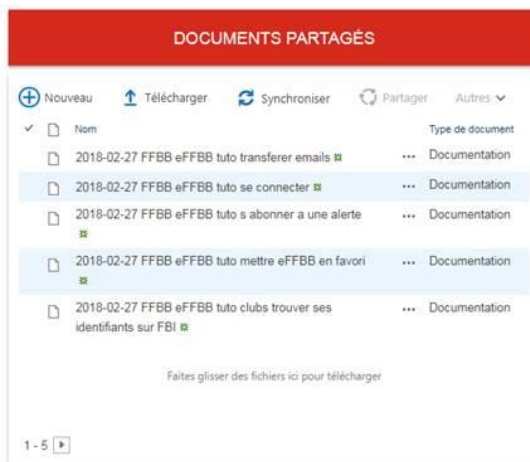 DOCUMENTS PARTAGÉS
Nouveau Télécharger Synchroniser Partager Autres
Nom Type de document
2018-02-27 FFBB eFFBB tuto transferer emails ... Documentation
2018-02-27 FFBB eFFBB tuto se connecter ... Documentation
2018-02-27 FFBB eFFBB tuto s abonner a une alerte ... Documentation
2018-02-27 FFBB eFFBB tuto mettre eFFBB en favori ... Documentation
2018-02-27 FFBB eFFBB tuto clubs trouver ses ... Documentation
identifiants sur FBI
Faites glisser des fichiers ici pour télécharger
1 - 5